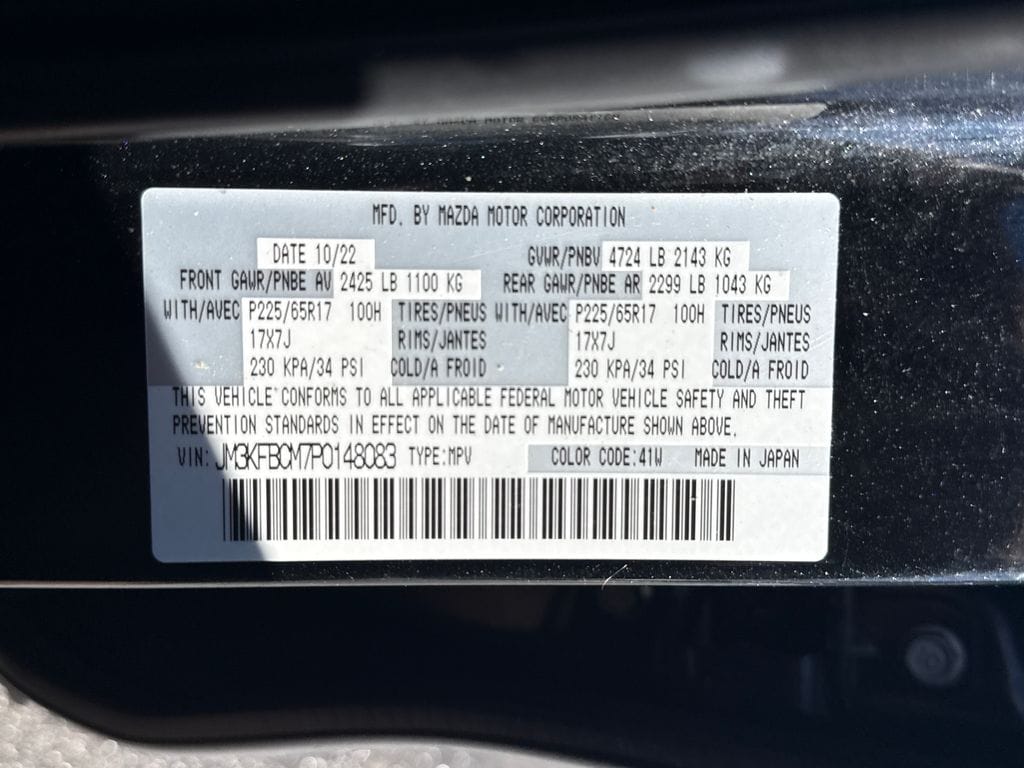 MFD. BY MAZDA MOTOR CORPORATION
DATE 10/22 GVWR/PNBV 4724 LB 2143 KG
FRONT GAWR/PNBE AV 2425 LB 1100 KG REAR GAWR/PNBE AR 2299 LB 1043 KG
WITH/AVEC P225/65R17 100H TIRES/PNEUS WITH/AVEC P225/65R17 100H TIRES/PNEUS
17X7J RIMS/JANTES 17X7J RIMS/JANTES
230 KPA/34 PSI COLD/A FROID 230 KPA/34 PSI COLD/A FROID
THIS VEHICLE CONFORMS TO ALL APPLICABLE FEDERAL MOTOR VEHICLE SAFETY AND THEFT
PREVENTION STANDARDS IN EFFECT ON THE DATE OF MANUFACTURE SHOWN ABOVE.
VIN: JM3KFBCM7P0148083 TYPE:MPV COLOR CODE:41W MADE IN JAPAN